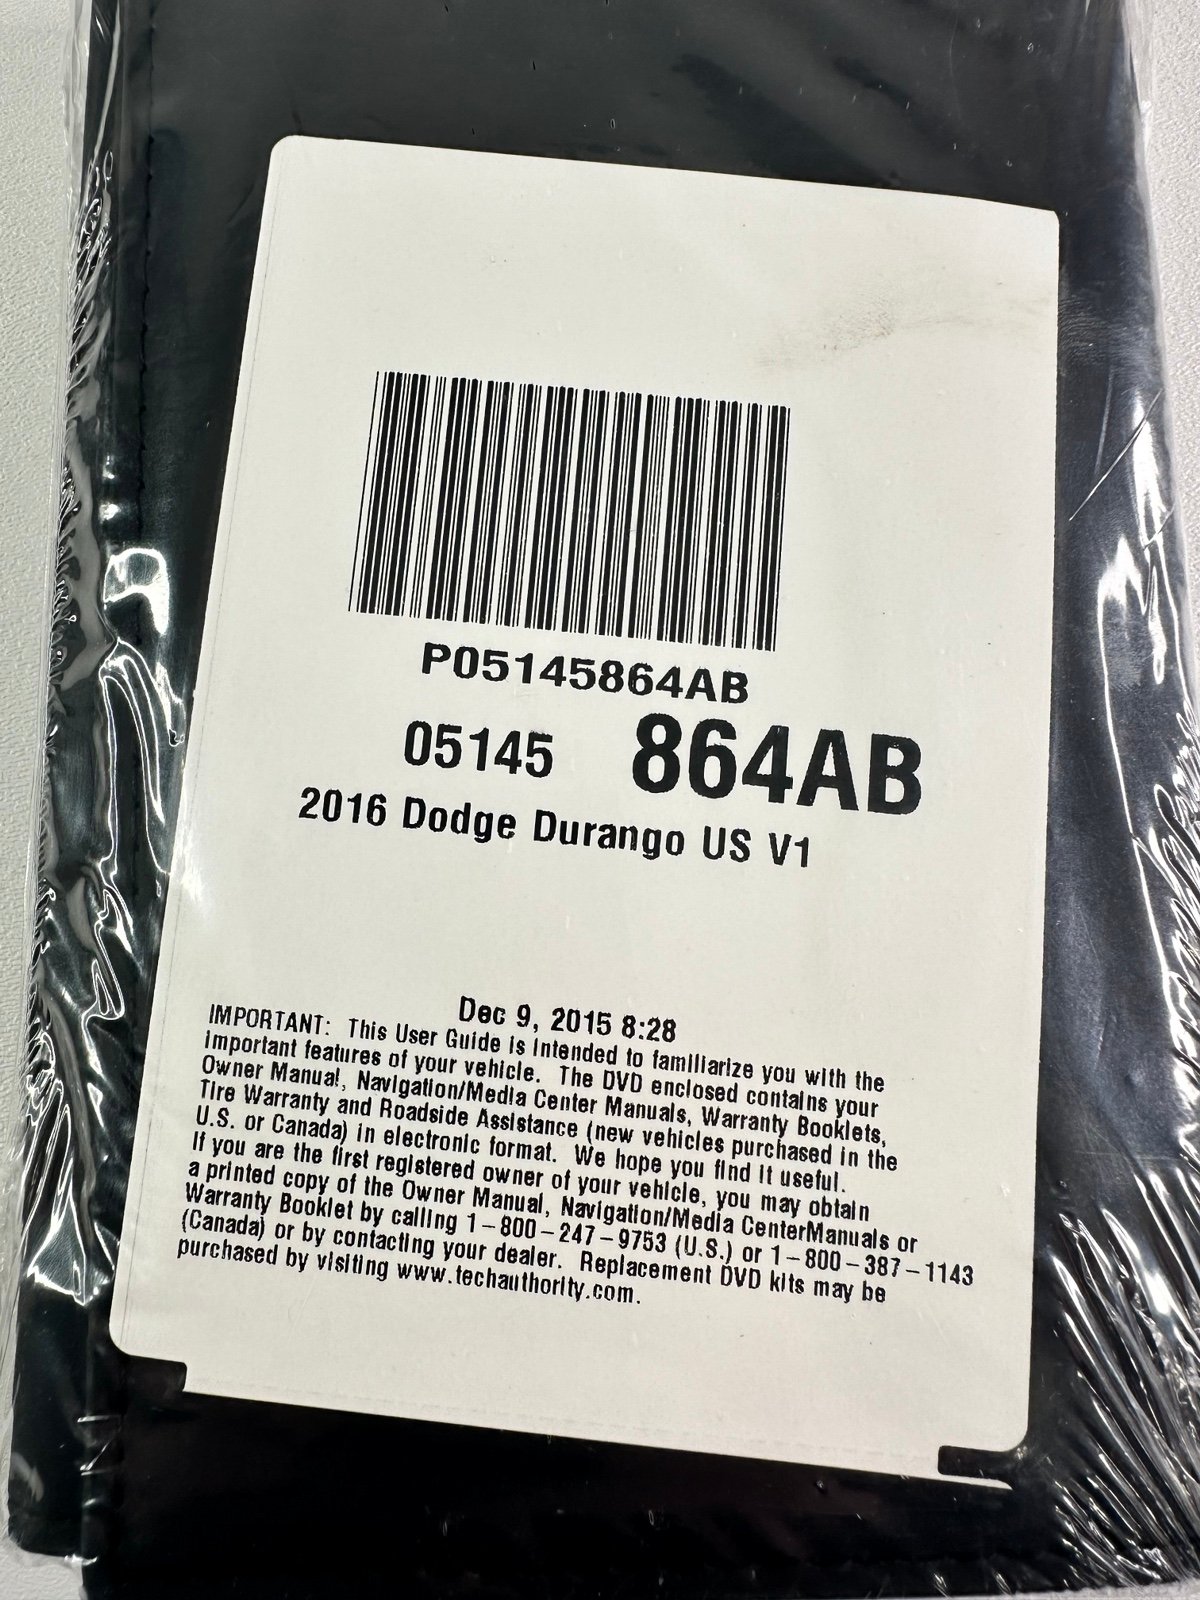 P05145864AB
05145 864AB
2016 Dodge Durango US V1
Dec 9, 2015 8:28
IMPORTANT: This User Guide is intended to familiarize you with the
important features of your vehicle. The DVD enclosed contains your
Owner Manual, Navigation/Media Center Manuals, Warranty Booklets,
Tire Warranty and Roadside Assistance (new vehicles purchased in the
U.S. or Canada) in electronic format. We hope you find it useful.
If you are the first registered owner of your vehicle, you may obtain
a printed copy of the Owner Manual, Navigation/Media CenterManuals or
Warranty Booklet by calling 1-800-247-9753 (U.S.) or 1-800-387-1143
(Canada) or by contacting your dealer. Replacement DVD kits may be
purchased by visiting www.techauthority.com.